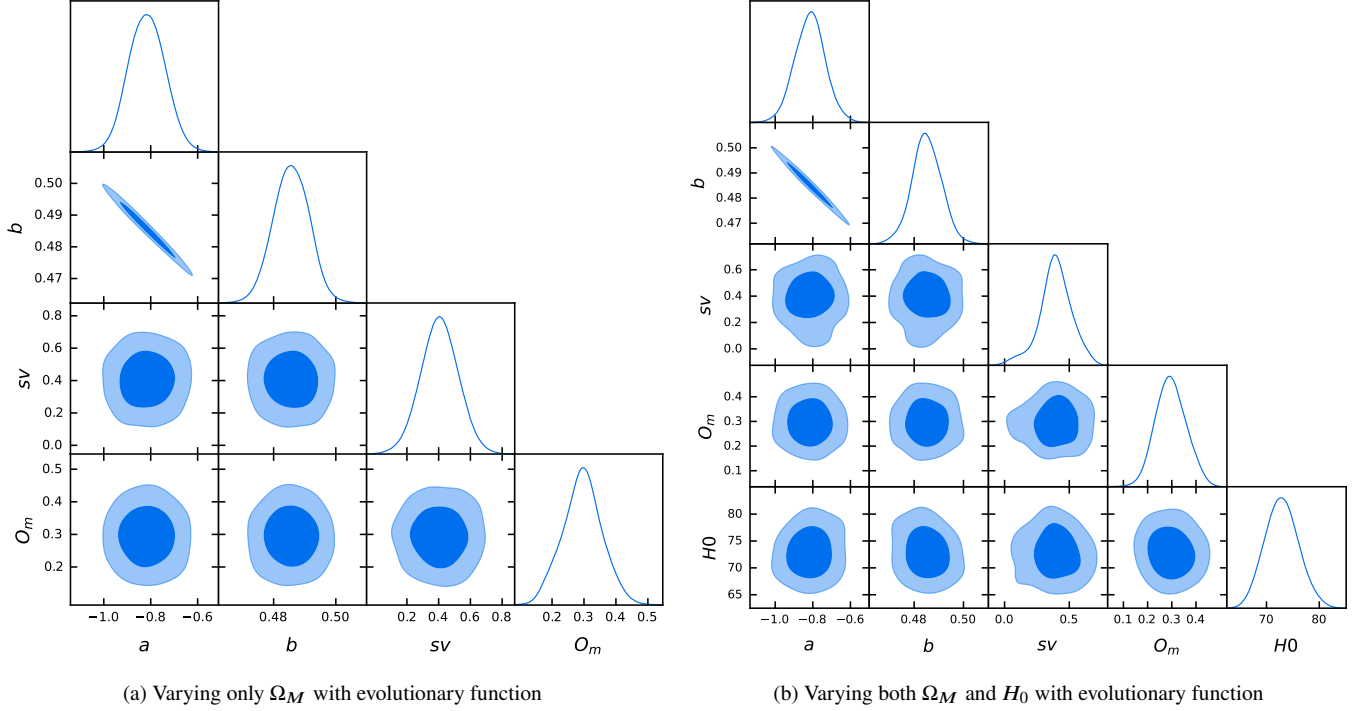 0.50
0.49
0.48
0.47
b
0.8
0.6
0.4
0.2
0.0
sv
0.5
0.4
0.3
0.2
O_m
−1.0 −0.8 −0.6
a
0.48 0.50
b
0.2 0.4 0.6 0.8
sv
0.2 0.3 0.4 0.5
O_m
(a) Varying only Ω_M with evolutionary function
0.50
0.49
0.48
0.47
b
0.6
0.4
0.2
0.0
sv
0.4
0.3
0.2
0.1
O_m
80
75
70
65
H0
−1.0 −0.8 −0.6
a
0.48 0.50
b
0.0 0.5
sv
0.1 0.2 0.3 0.4
O_m
70 80
H0
(b) Varying both Ω_M and H_0 with evolutionary function